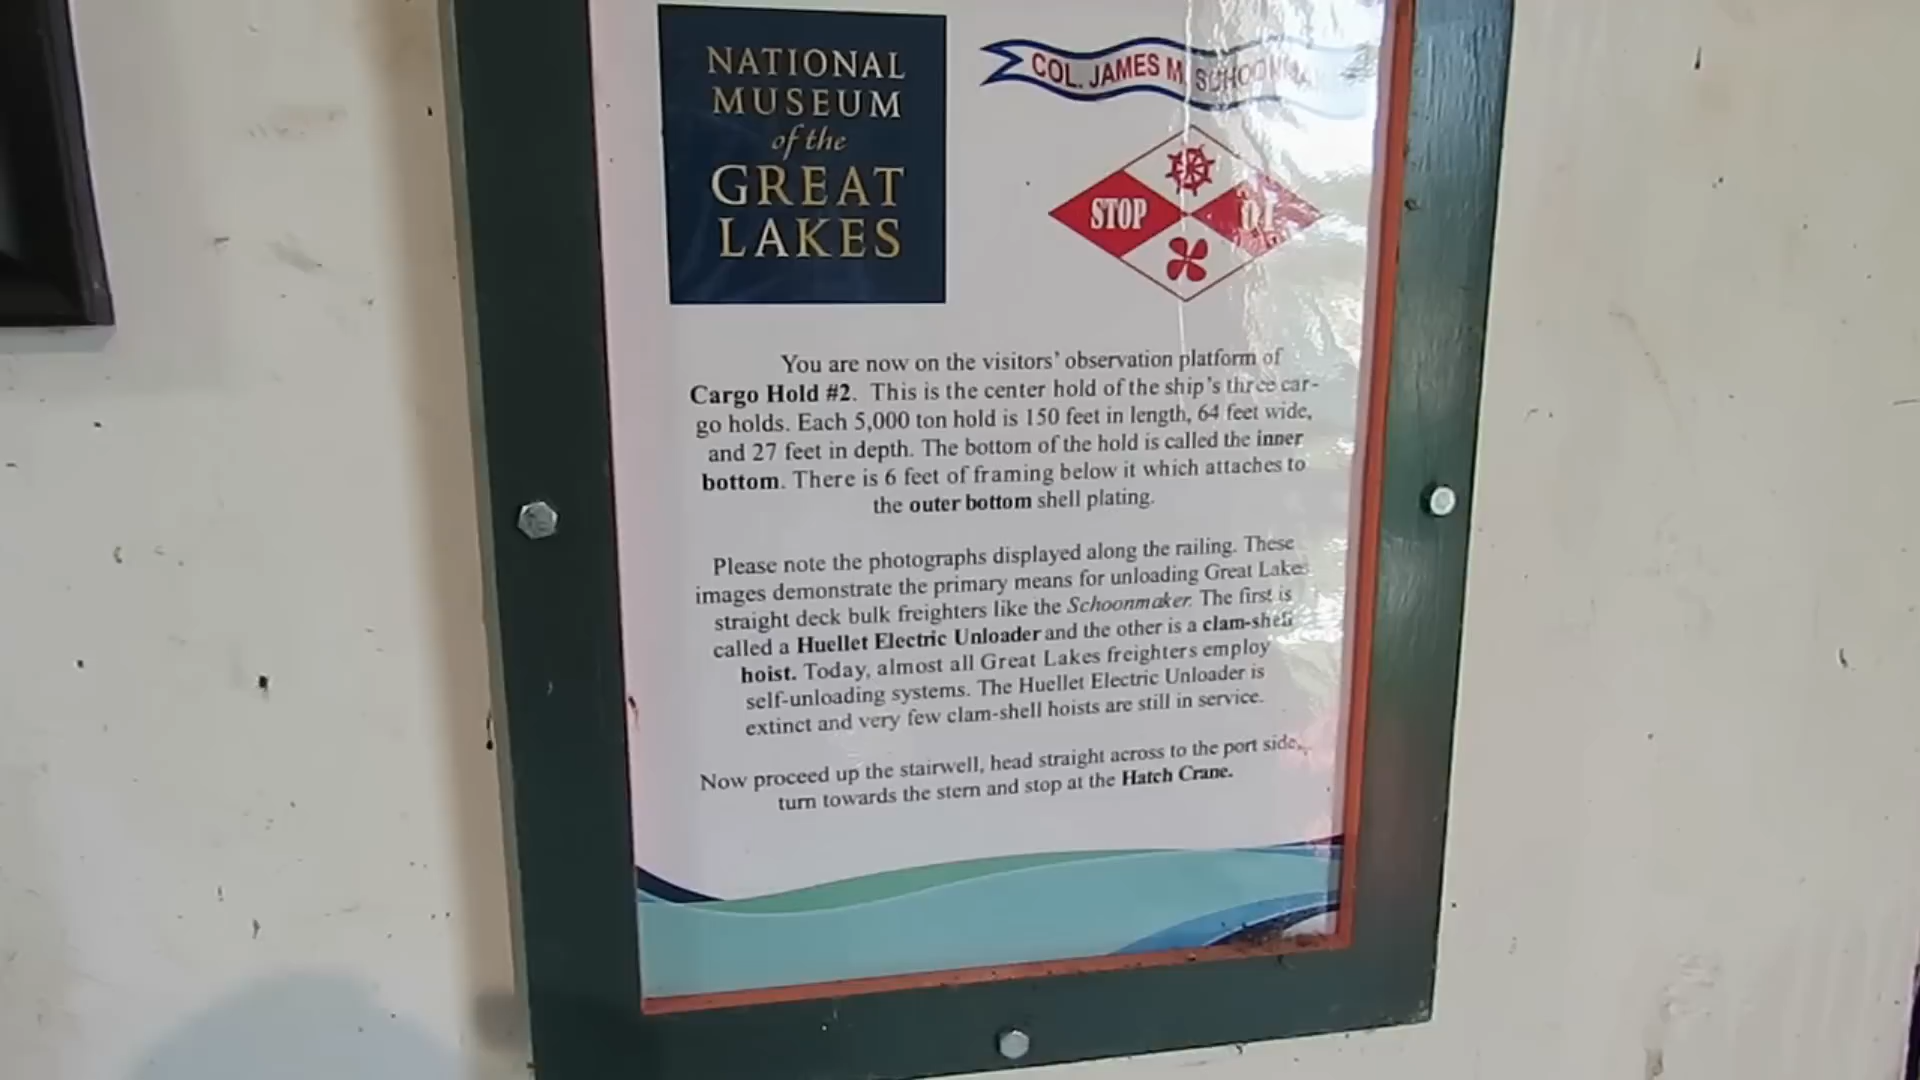 NATIONAL
MUSEUM
of the
GREAT
LAKES
COL. JAMES M. SCHOONMAKER
STOP
You are now on the visitors' observation platform of
Cargo Hold #2. This is the center hold of the ship's three car-
go holds. Each 5,000 ton hold is 150 feet in length, 64 feet wide,
and 27 feet in depth. The bottom of the hold is called the inner
bottom. There is 6 feet of framing below it which attaches to
the outer bottom shell plating.
Please note the photographs displayed along the railing. These
images demonstrate the primary means for unloading Great Lakes
straight deck bulk freighters like the Schoonmaker. The first is
called a Huellet Electric Unloader and the other is a clam-shell
hoist. Today, almost all Great Lakes freighters employ
self-unloading systems. The Huellet Electric Unloader is
extinct and very few clam-shell hoists are still in service.
Now proceed up the stairwell, head straight across to the port side,
turn towards the stern and stop at the Hatch Crane.